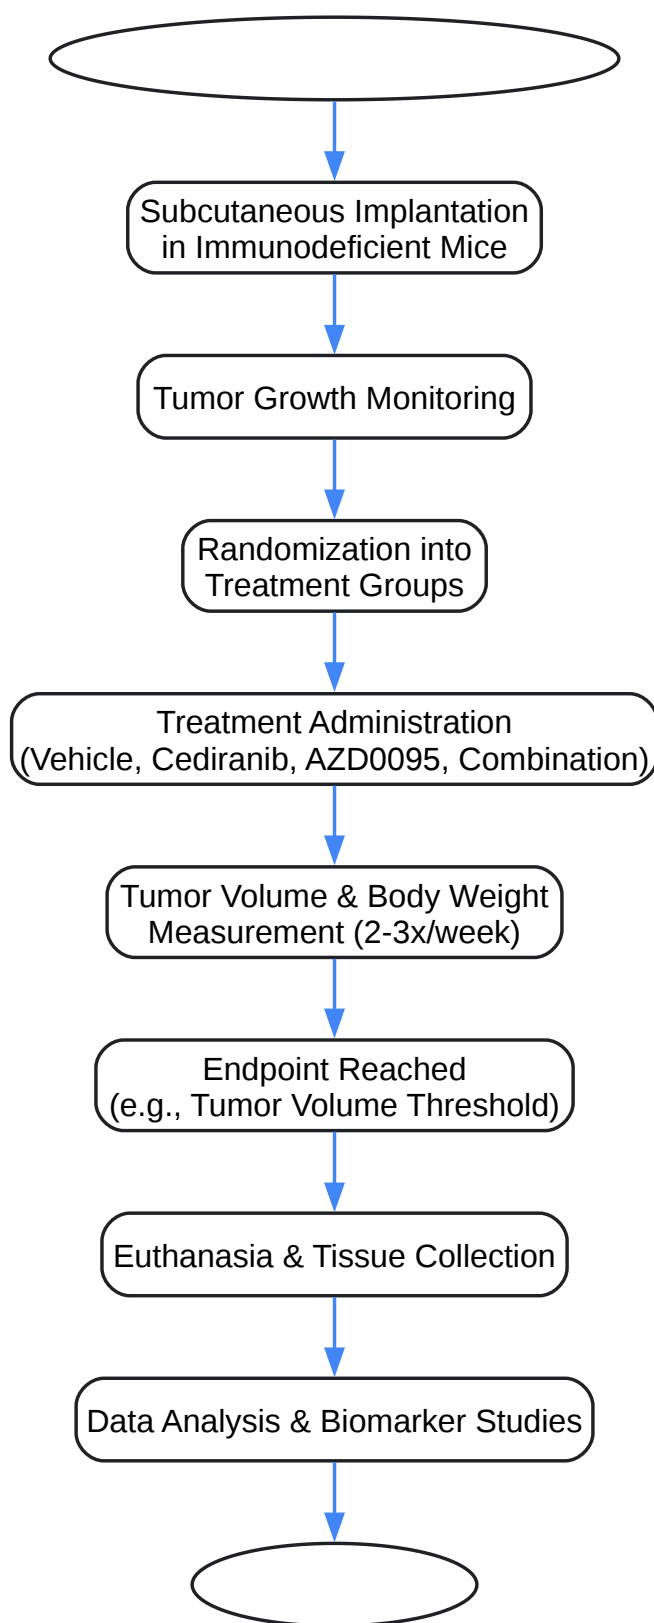 Subcutaneous Implantation
in Immunodeficient Mice
Tumor Growth Monitoring
Randomization into
Treatment Groups
Treatment Administration
(Vehicle, Cediranib, AZD0095, Combination)
Tumor Volume & Body Weight
Measurement (2-3x/week)
Endpoint Reached
(e.g., Tumor Volume Threshold)
Euthanasia & Tissue Collection
Data Analysis & Biomarker Studies